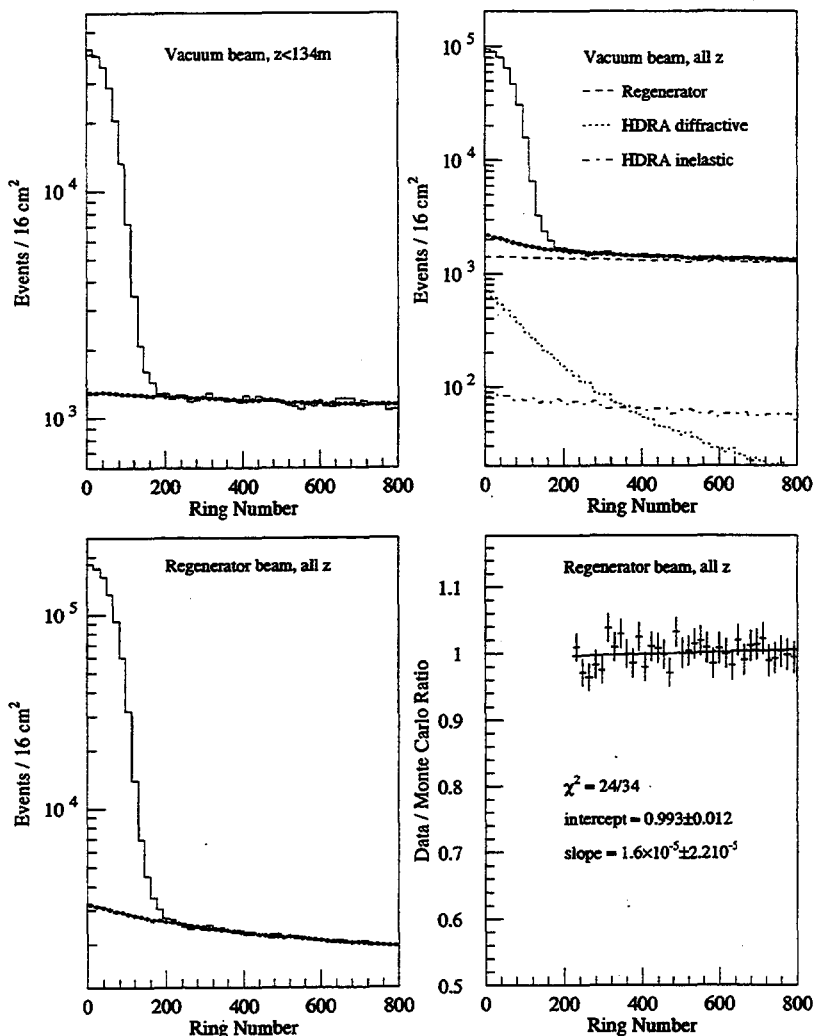 Vacuum beam, z<134m
Events / 16 cm²
10⁴
10³
0 200 400 600 800
Ring Number
Vacuum beam, all z
Regenerator
HDRA diffractive
HDRA inelastic
Events / 16 cm²
10⁵
10⁴
10³
10²
0 200 400 600 800
Ring Number
Regenerator beam, all z
Events / 16 cm²
10⁵
10⁴
0 200 400 600 800
Ring Number
Regenerator beam, all z
Data / Monte Carlo Ratio
1.1
1
0.9
0.8
0.7
0.6
0.5
χ² = 24/34
intercept = 0.993±0.012
slope = 1.6×10⁻⁵±2.210⁻⁵
0 200 400 600 800
Ring Number